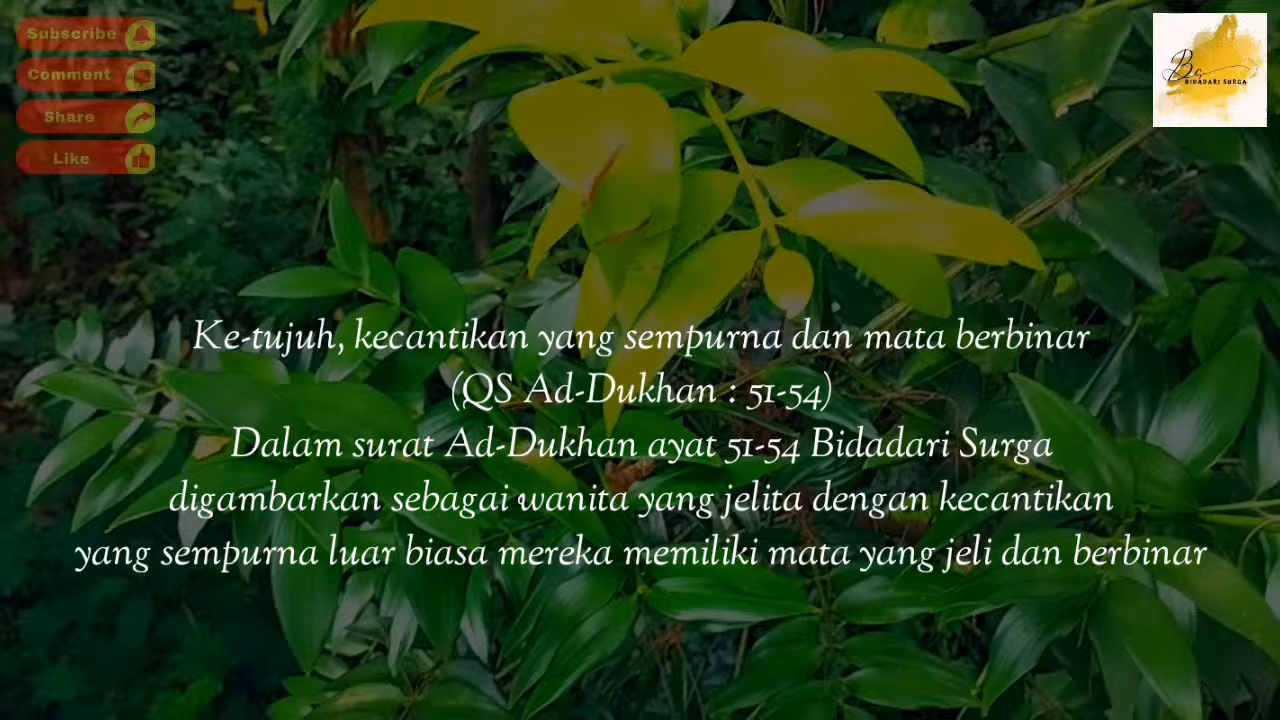 Subscribe
Comment
Share
Like
Bs
BIDADARI SURGA
Ke-tujuh, kecantikan yang sempurna dan mata berbinar
(QS Ad-Dukhan : 51-54)
Dalam surat Ad-Dukhan ayat 51-54 Bidadari Surga
digambarkan sebagai wanita yang jelita dengan kecantikan
yang sempurna luar biasa mereka memiliki mata yang jeli dan berbinar